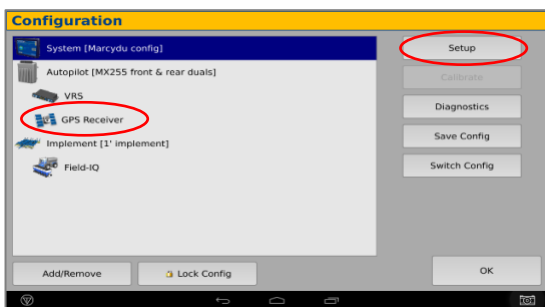 Configuration
System [Marcydu config]
Autopilot [MX255 front & rear duals]
VRS
GPS Receiver
Implement [1' implement]
Field-IQ
Setup
Calibrate
Diagnostics
Save Config
Switch Config
Add/Remove
Lock Config
OK